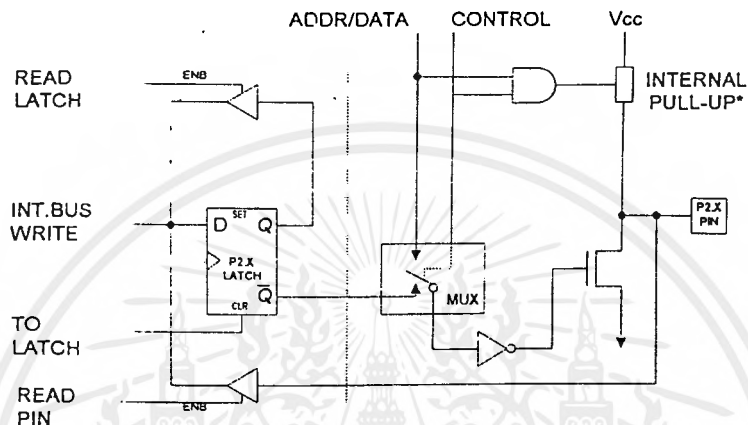 ADDR/DATA CONTROL Vcc
READ
LATCH
ENB
INTERNAL
PULL-UP*
INT.BUS
WRITE
D SET Q
P2.X
LATCH
CLR Q̅
P2.X
PIN
MUX
TO
LATCH
READ
PIN
ENB